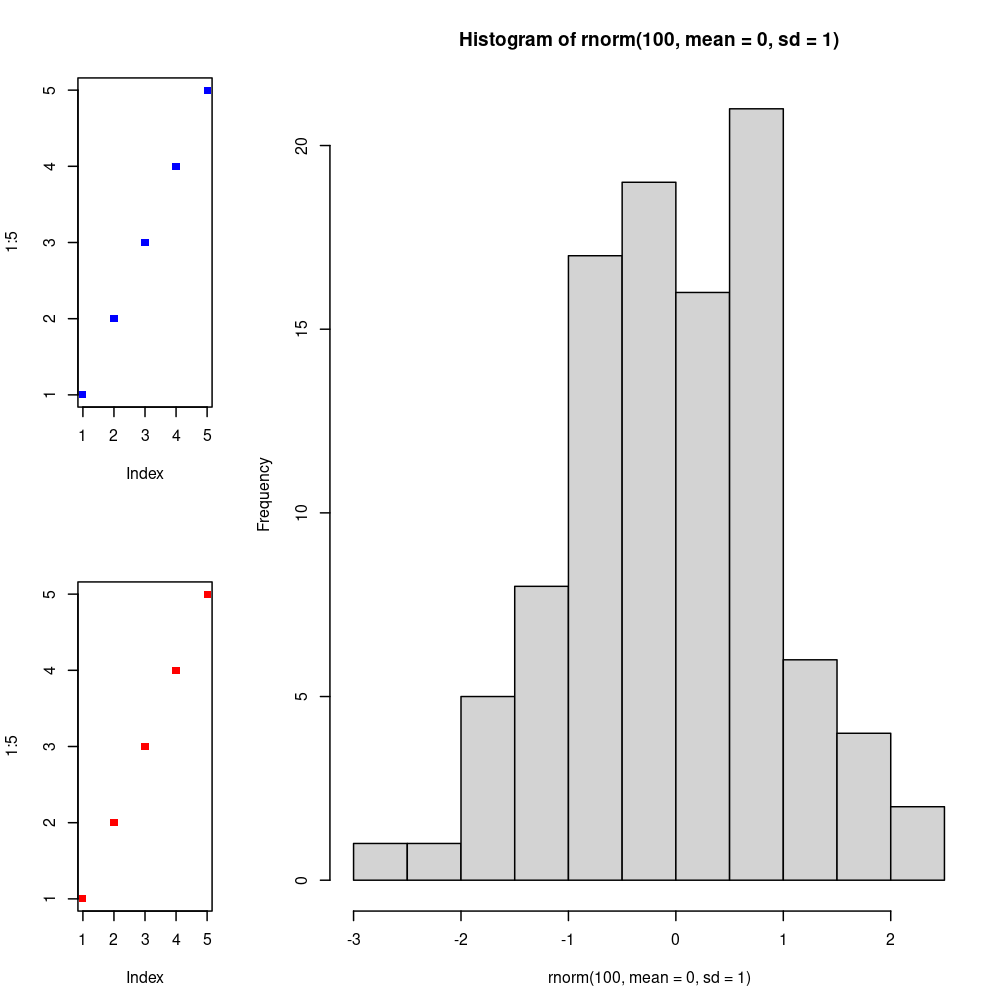 Histogram of rnorm(100, mean = 0, sd = 1)
1:5
5
4
3
2
1
1 2 3 4 5
Index
1:5
5
4
3
2
1
1 2 3 4 5
Index
Frequency
20
15
10
5
0
-3 -2 -1 0 1 2
rnorm(100, mean = 0, sd = 1)